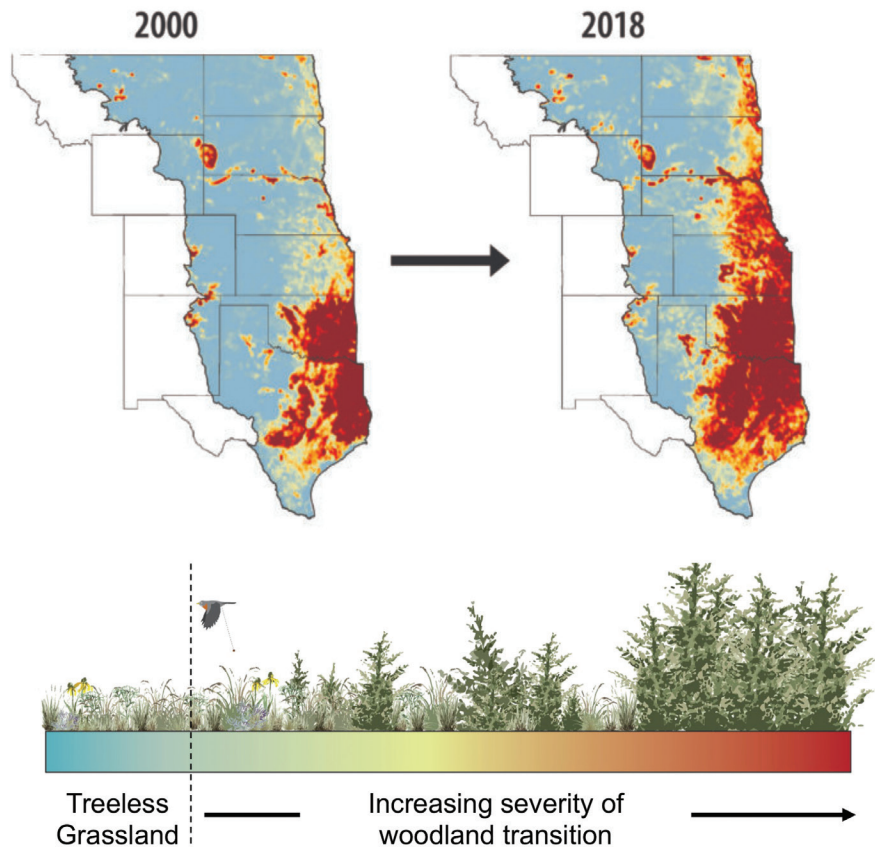 2000
2018
Treeless
Grassland
Increasing severity of
woodland transition